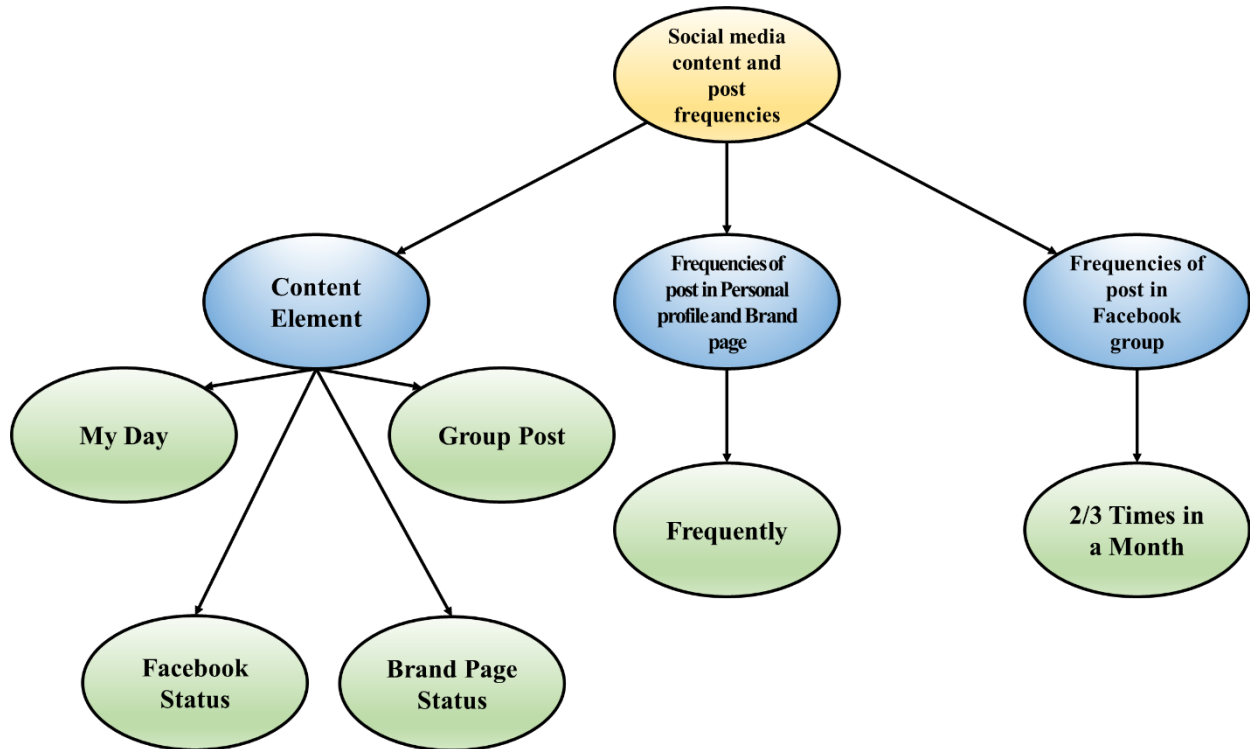 Social media
content and
post
frequencies
Content
Element
Frequencies of
post in Personal
profile and Brand
page
Frequencies of
post in
Facebook
group
My Day
Group Post
Frequently
2/3 Times in
a Month
Facebook
Status
Brand Page
Status